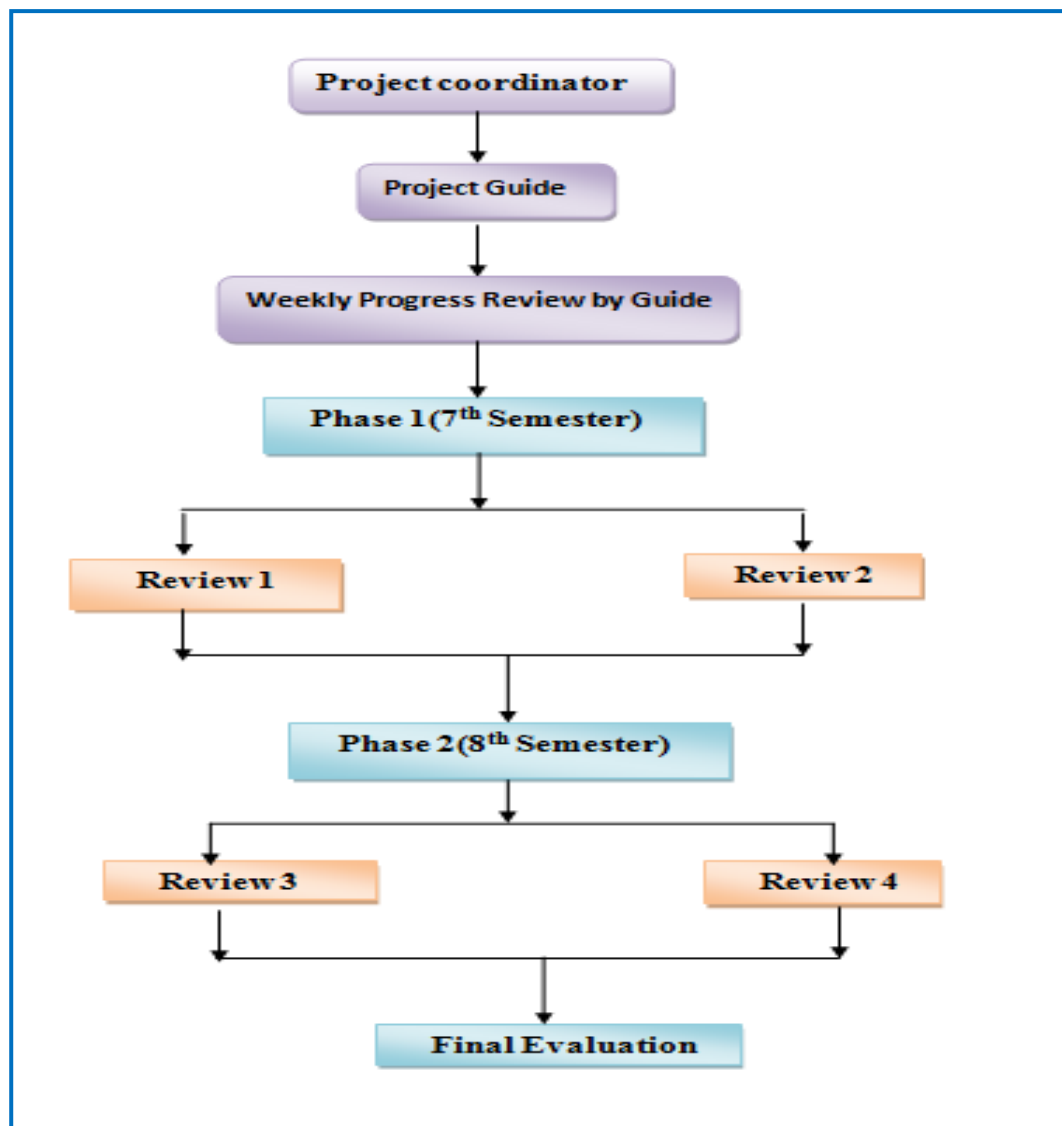 Project coordinator
Project Guide
Weekly Progress Review by Guide
Phase 1(7th Semester)
Review 1
Review 2
Phase 2(8th Semester)
Review 3
Review 4
Final Evaluation